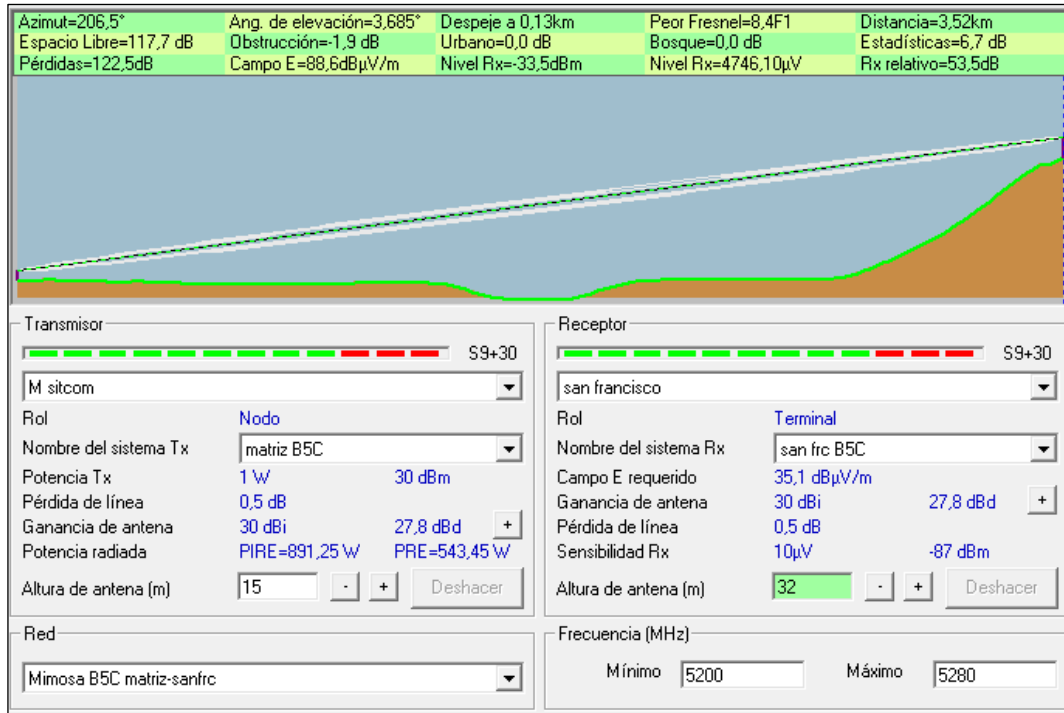 Azimut=206,5° Ang. de elevación=3,685° Despeje a 0,13km Peor Fresnel=8,4F1 Distancia=3,52km
Espacio Libre=117,7 dB Obstrucción=-1,9 dB Urbano=0,0 dB Bosque=0,0 dB Estadísticas=6,7 dB
Pérdidas=122,5dB Campo E=88,6dBµV/m Nivel Rx=-33,5dBm Nivel Rx=4746,10µV Rx relativo=53,5dB
Transmisor
S9+30
M sitcom
Rol Nodo
Nombre del sistema Tx matriz B5C
Potencia Tx 1 W 30 dBm
Pérdida de línea 0,5 dB
Ganancia de antena 30 dBi 27,8 dBd +
Potencia radiada PIRE=891,25 W PRE=543,45 W
Altura de antena (m) 15 - + Deshacer
Receptor
S9+30
san francisco
Rol Terminal
Nombre del sistema Rx san frc B5C
Campo E requerido 35,1 dBµV/m
Ganancia de antena 30 dBi 27,8 dBd +
Pérdida de línea 0,5 dB
Sensibilidad Rx 10µV -87 dBm
Altura de antena (m) 32 - + Deshacer
Red
Mimosa B5C matriz-sanfrc
Frecuencia (MHz)
Mínimo 5200 Máximo 5280